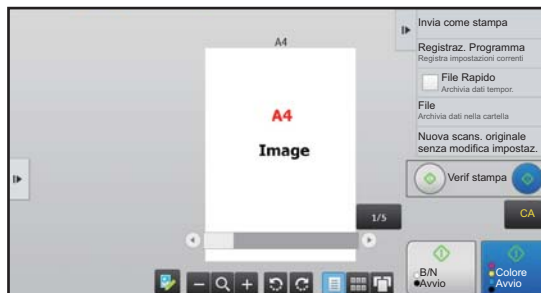 A4
A4
Image
1/5
Invia come stampa
Registraz. Programma
Registra impostazioni correnti
File Rapido
Archivia dati tempor.
File
Archivia dati nella cartella
Nuova scans. originale
senza modifica impostaz.
Verif stampa
CA
B/N
Avvio
Colore
Avvio